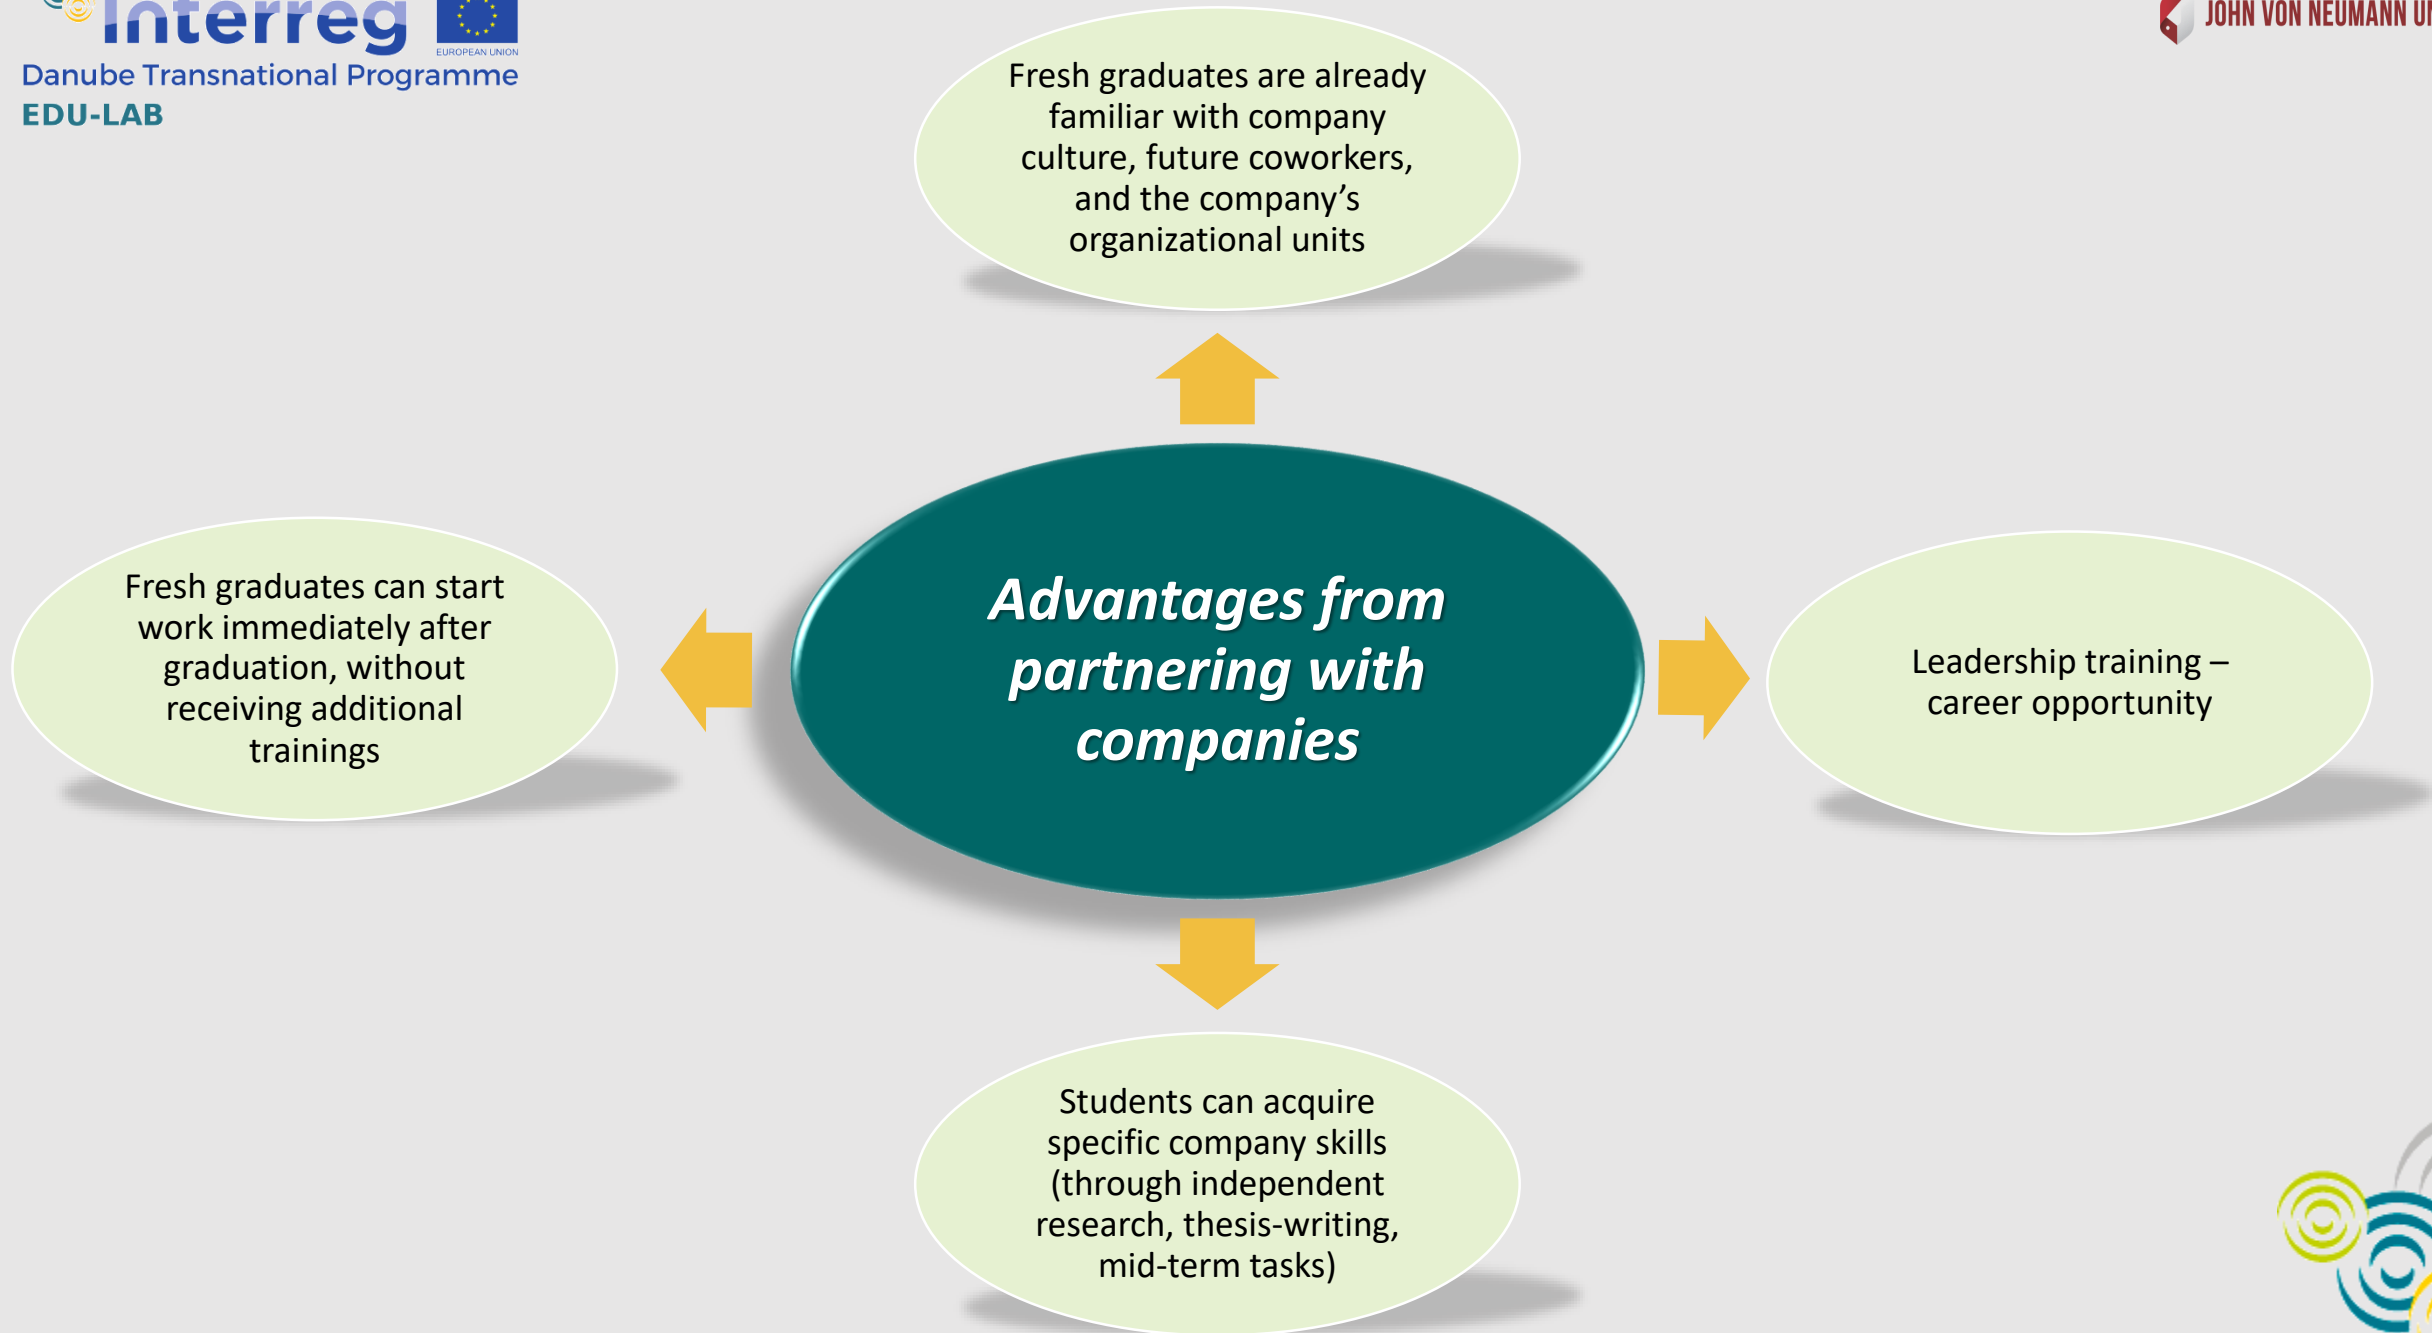 Interreg
EUROPEAN UNION
Danube Transnational Programme
EDU-LAB
JOHN VON NEUMANN
Fresh graduates are already
familiar with company
culture, future coworkers,
and the company’s
organizational units
Fresh graduates can start
work immediately after
graduation, without
receiving additional
trainings
Advantages from
partnering with
companies
Leadership training –
career opportunity
Students can acquire
specific company skills
(through independent
research, thesis-writing,
mid-term tasks)